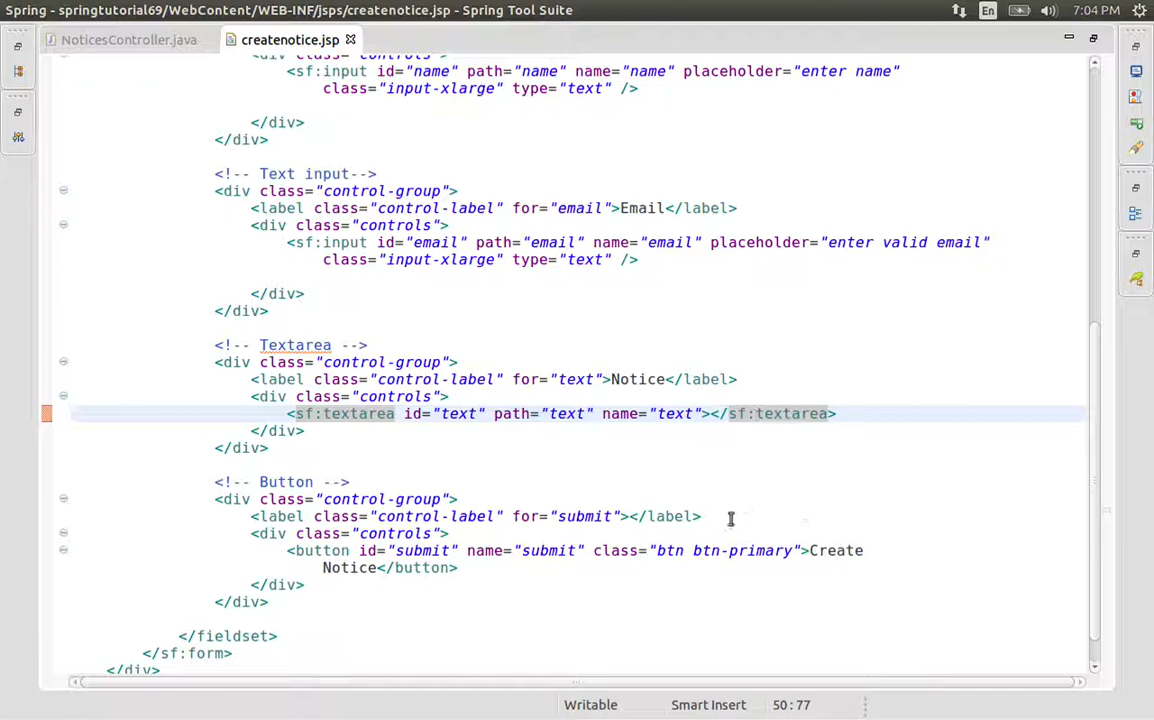 Spring - springtutorial69/WebContent/WEB-INF/jsps/createnotice.jsp - Spring Tool Suite
En
7:04 PM
NoticesController.java
createnotice.jsp
<div class="controls">
<sf:input id="name" path="name" name="name" placeholder="enter name"
class="input-xlarge" type="text" />
</div>
</div>
<!-- Text input-->
<div class="control-group">
<label class="control-label" for="email">Email</label>
<div class="controls">
<sf:input id="email" path="email" name="email" placeholder="enter valid email"
class="input-xlarge" type="text" />
</div>
</div>
<!-- Textarea -->
<div class="control-group">
<label class="control-label" for="text">Notice</label>
<div class="controls">
<sf:textarea id="text" path="text" name="text"></sf:textarea>
</div>
</div>
<!-- Button -->
<div class="control-group">
<label class="control-label" for="submit"></label>
<div class="controls">
<button id="submit" name="submit" class="btn btn-primary">Create
Notice</button>
</div>
</div>
</fieldset>
</sf:form>
</div>
Writable
Smart Insert
50 : 77